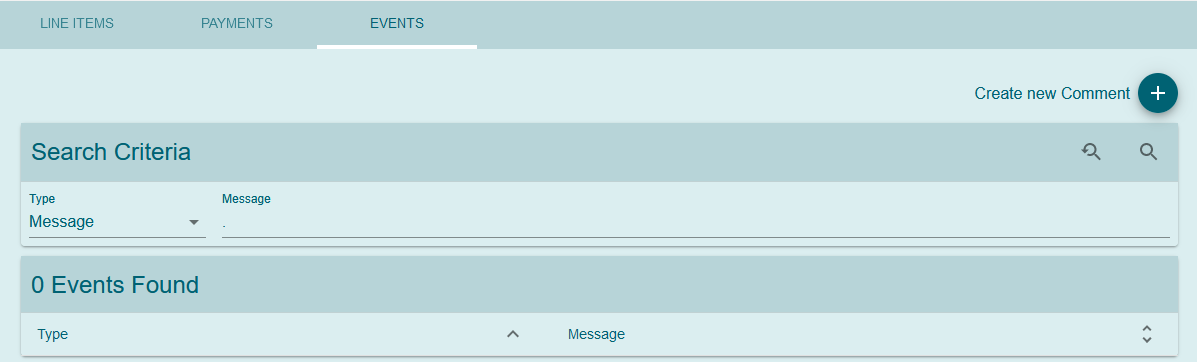 LINE ITEMS PAYMENTS EVENTS
Create new Comment
Search Criteria
Type Message
Message .
0 Events Found
Type Message